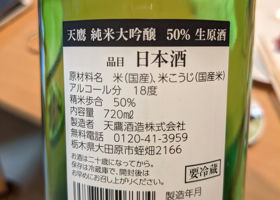 天鷹 純米大吟醸 50% 生原酒
品目 日本酒
原材料名 米(国産)、米こうじ(国産米)
アルコール分 18度
精米歩合 50%
内容量 720mℓ
製造者 天鷹酒造株式会社
無料電話 0120-41-3959
栃木県大田原市蛭畑2166
お酒は二十歳になってから。
保存は冷蔵庫で、開封後は
お早めにお召し上がりください。
要冷蔵
製造年月